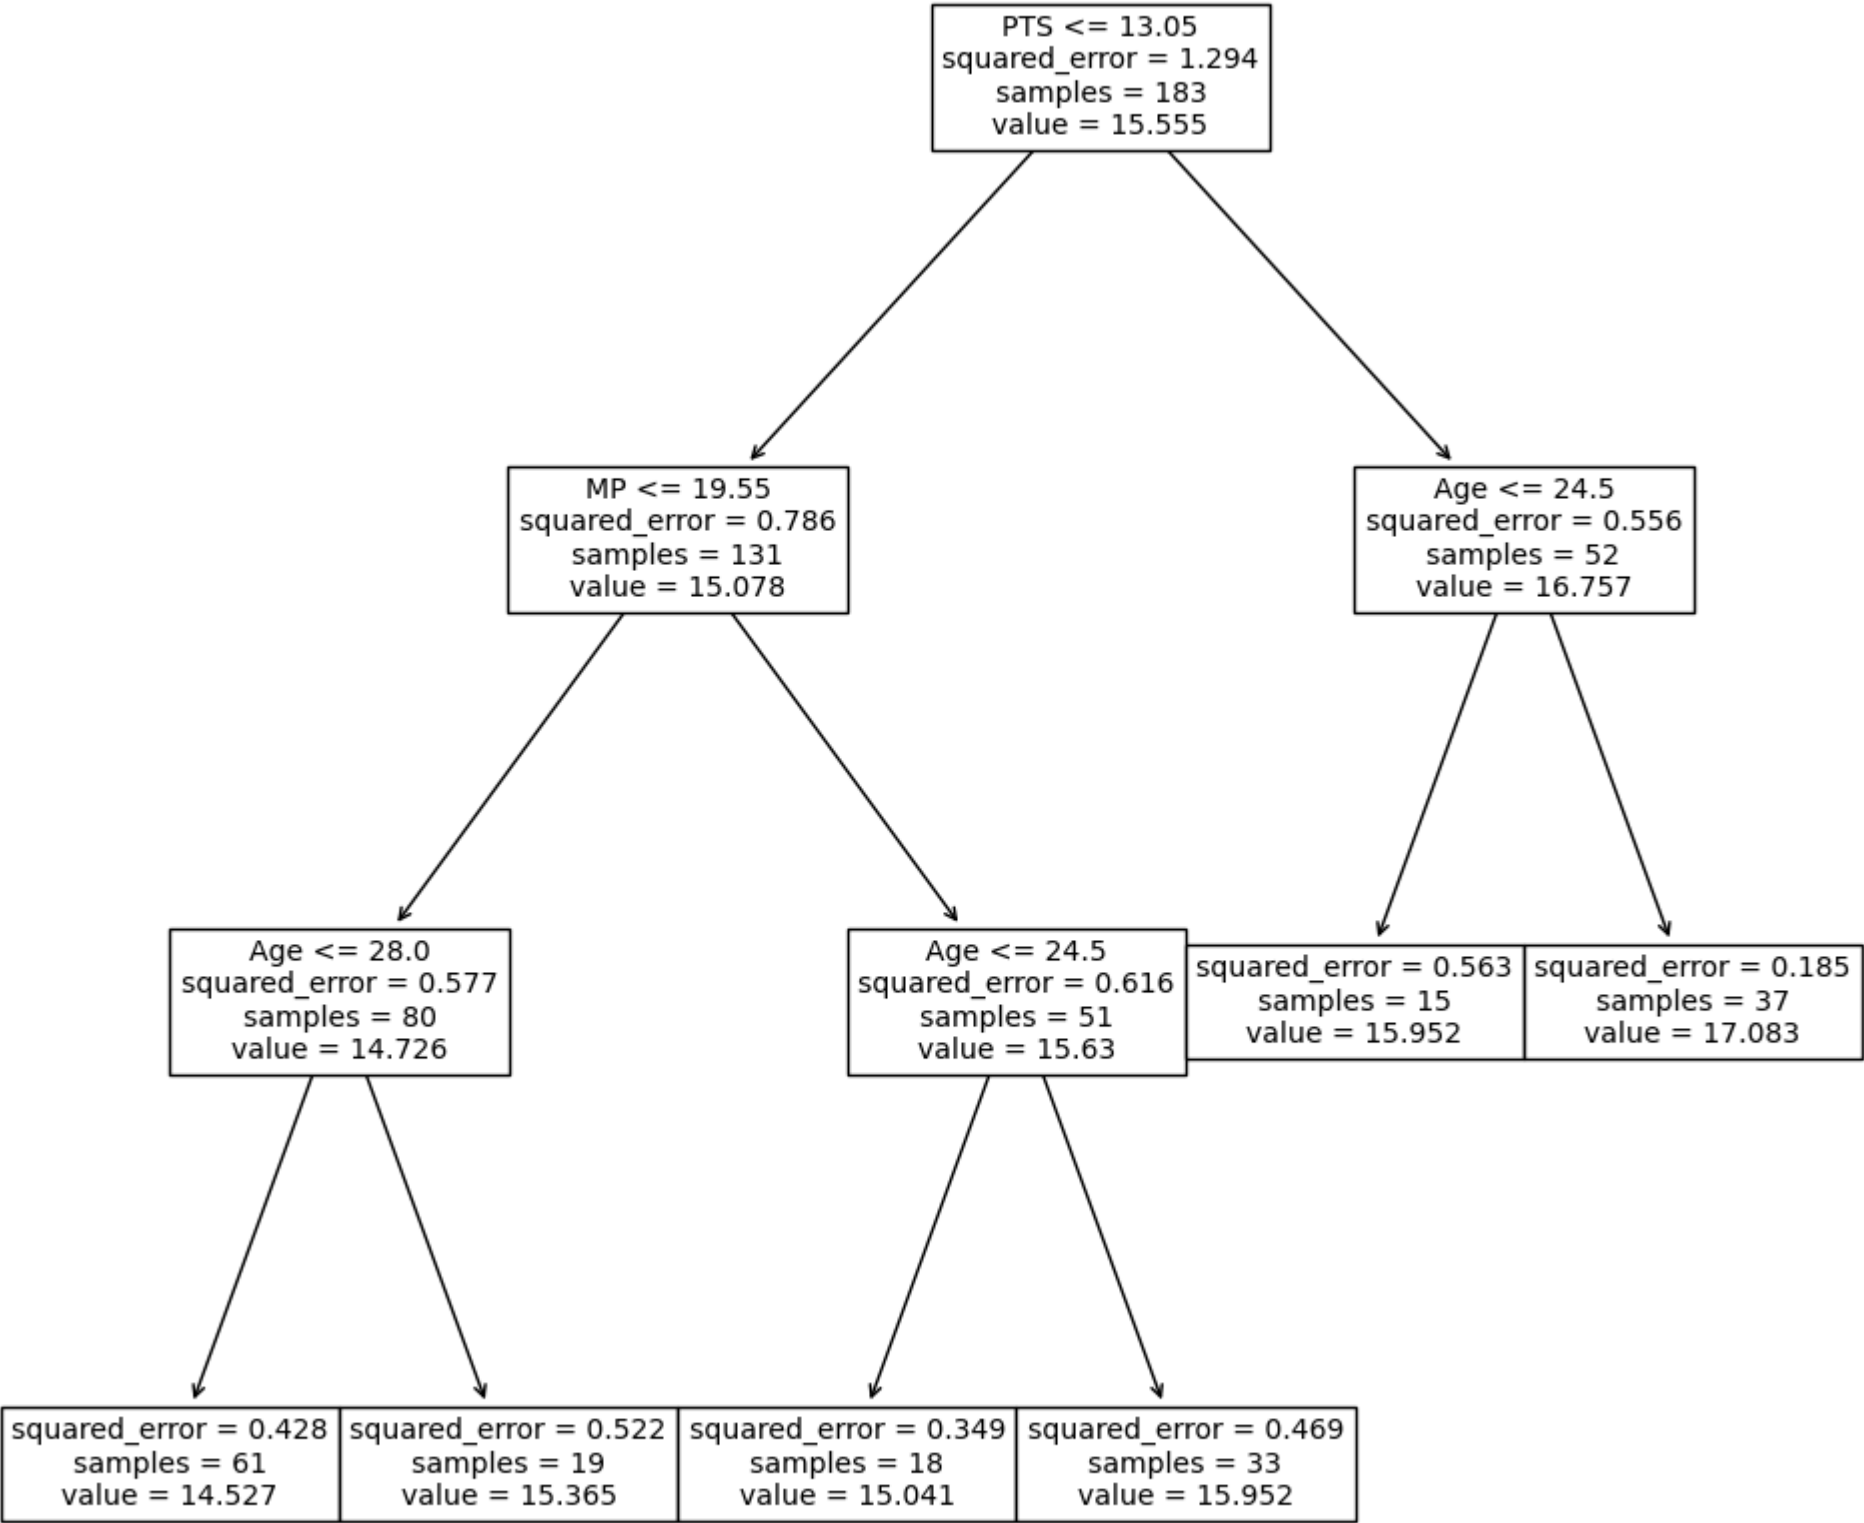 PTS <= 13.05
squared_error = 1.294
samples = 183
value = 15.555
MP <= 19.55
squared_error = 0.786
samples = 131
value = 15.078
Age <= 24.5
squared_error = 0.556
samples = 52
value = 16.757
Age <= 28.0
squared_error = 0.577
samples = 80
value = 14.726
Age <= 24.5
squared_error = 0.616
samples = 51
value = 15.63
squared_error = 0.563
samples = 15
value = 15.952
squared_error = 0.185
samples = 37
value = 17.083
squared_error = 0.428
samples = 61
value = 14.527
squared_error = 0.522
samples = 19
value = 15.365
squared_error = 0.349
samples = 18
value = 15.041
squared_error = 0.469
samples = 33
value = 15.952